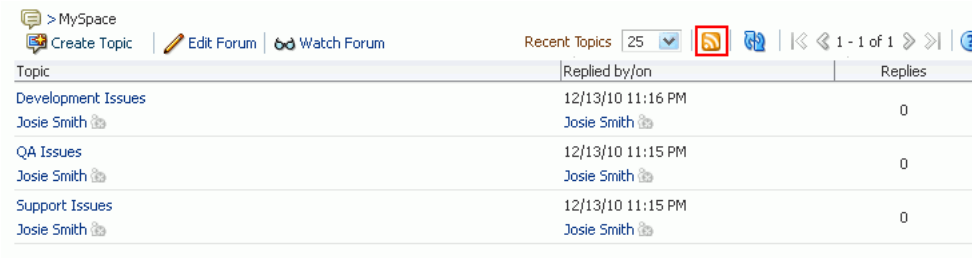 > MySpace
Create Topic | Edit Forum | Watch Forum Recent Topics 25 1 - 1 of 1
Topic Replied by/on Replies
Development Issues 12/13/10 11:16 PM 0
Josie Smith Josie Smith
QA Issues 12/13/10 11:15 PM 0
Josie Smith Josie Smith
Support Issues 12/13/10 11:15 PM 0
Josie Smith Josie Smith